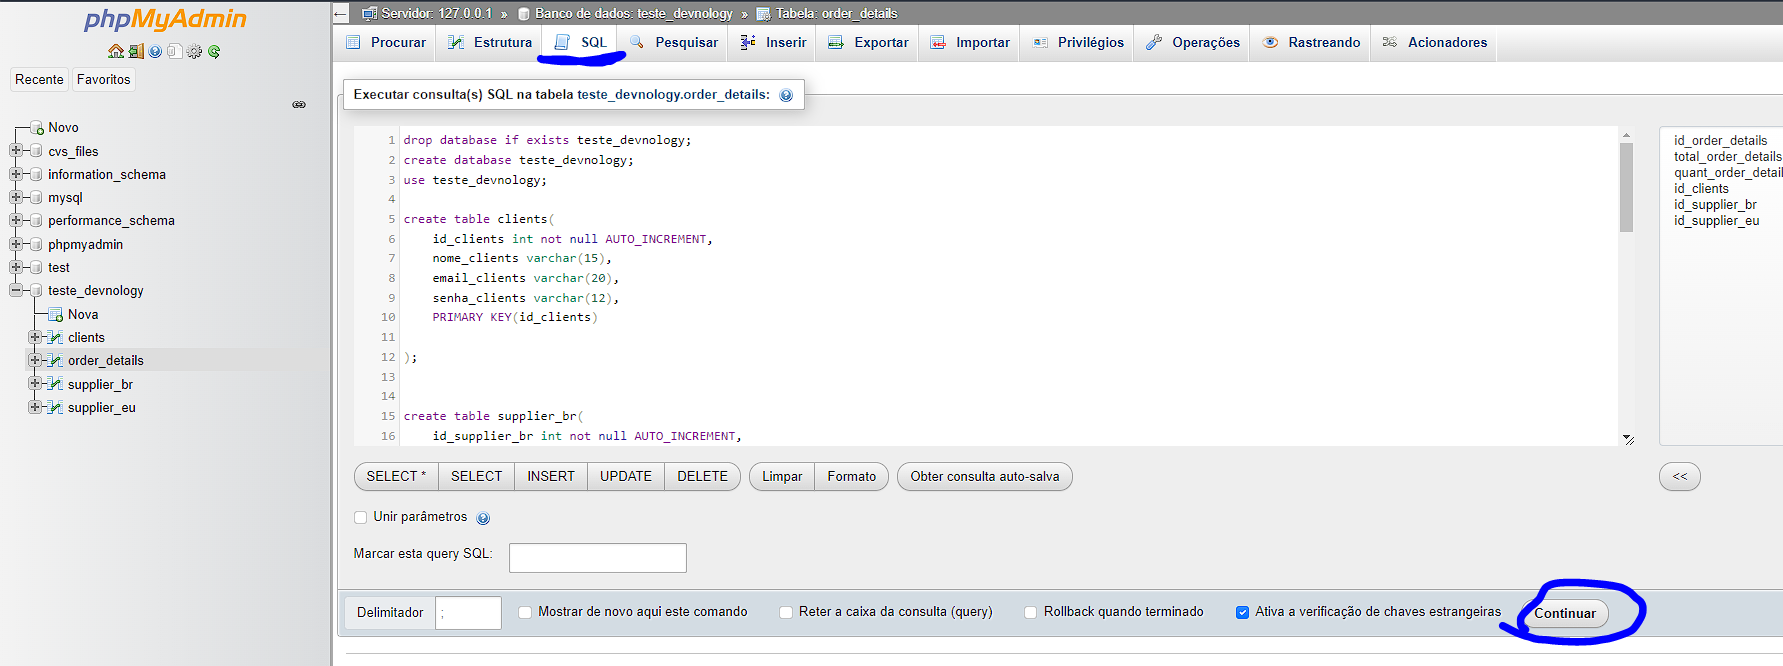 phpMyAdmin
Recente Favoritos
Novo
cvs_files
information_schema
mysql
performance_schema
phpmyadmin
test
teste_devnology
Nova
clients
order_details
supplier_br
supplier_eu
Servidor: 127.0.0.1 » Banco de dados: teste_devnology » Tabela: order_details
Procurar Estrutura SQL Pesquisar Inserir Exportar Importar Privilégios Operações Rastreando Acionadores
Executar consulta(s) SQL na tabela teste_devnology.order_details:
1 drop database if exists teste_devnology;
2 create database teste_devnology;
3 use teste_devnology;
4
5 create table clients(
6 id_clients int not null AUTO_INCREMENT,
7 nome_clients varchar(15),
8 email_clients varchar(20),
9 senha_clients varchar(12),
10 PRIMARY KEY(id_clients)
11
12 );
13
14
15 create table supplier_br(
16 id_supplier_br int not null AUTO_INCREMENT,
id_order_details
total_order_details
quant_order_detail
id_clients
id_supplier_br
id_supplier_eu
SELECT * SELECT INSERT UPDATE DELETE Limpar Formato Obter consulta auto-salva <<
Unir parâmetros
Marcar esta query SQL:
Delimitador ; Mostrar de novo aqui este comando Reter a caixa da consulta (query) Rollback quando terminado Ativa a verificação de chaves estrangeiras Continuar